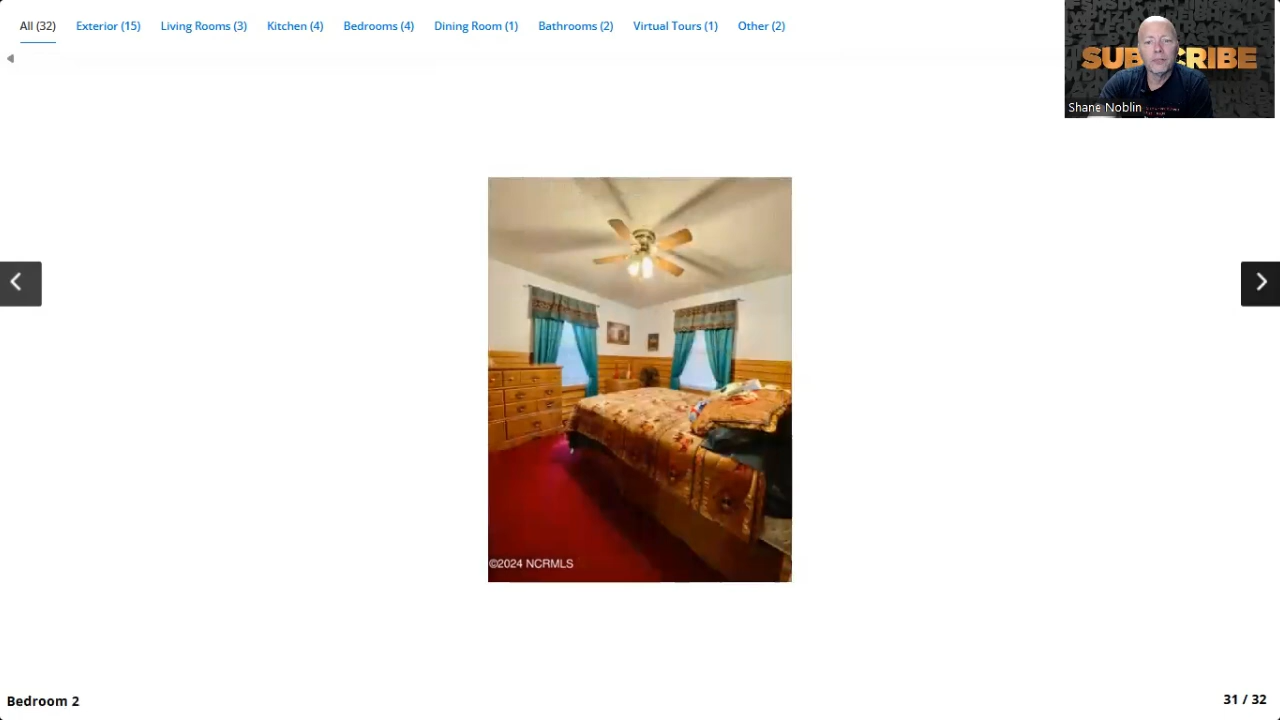 All (32)
Exterior (15)
Living Rooms (3)
Kitchen (4)
Bedrooms (4)
Dining Room (1)
Bathrooms (2)
Virtual Tours (1)
Other (2)
SUBSCRIBE
Shane Noblin
©2024 NCRMLS
Bedroom 2
31 / 32